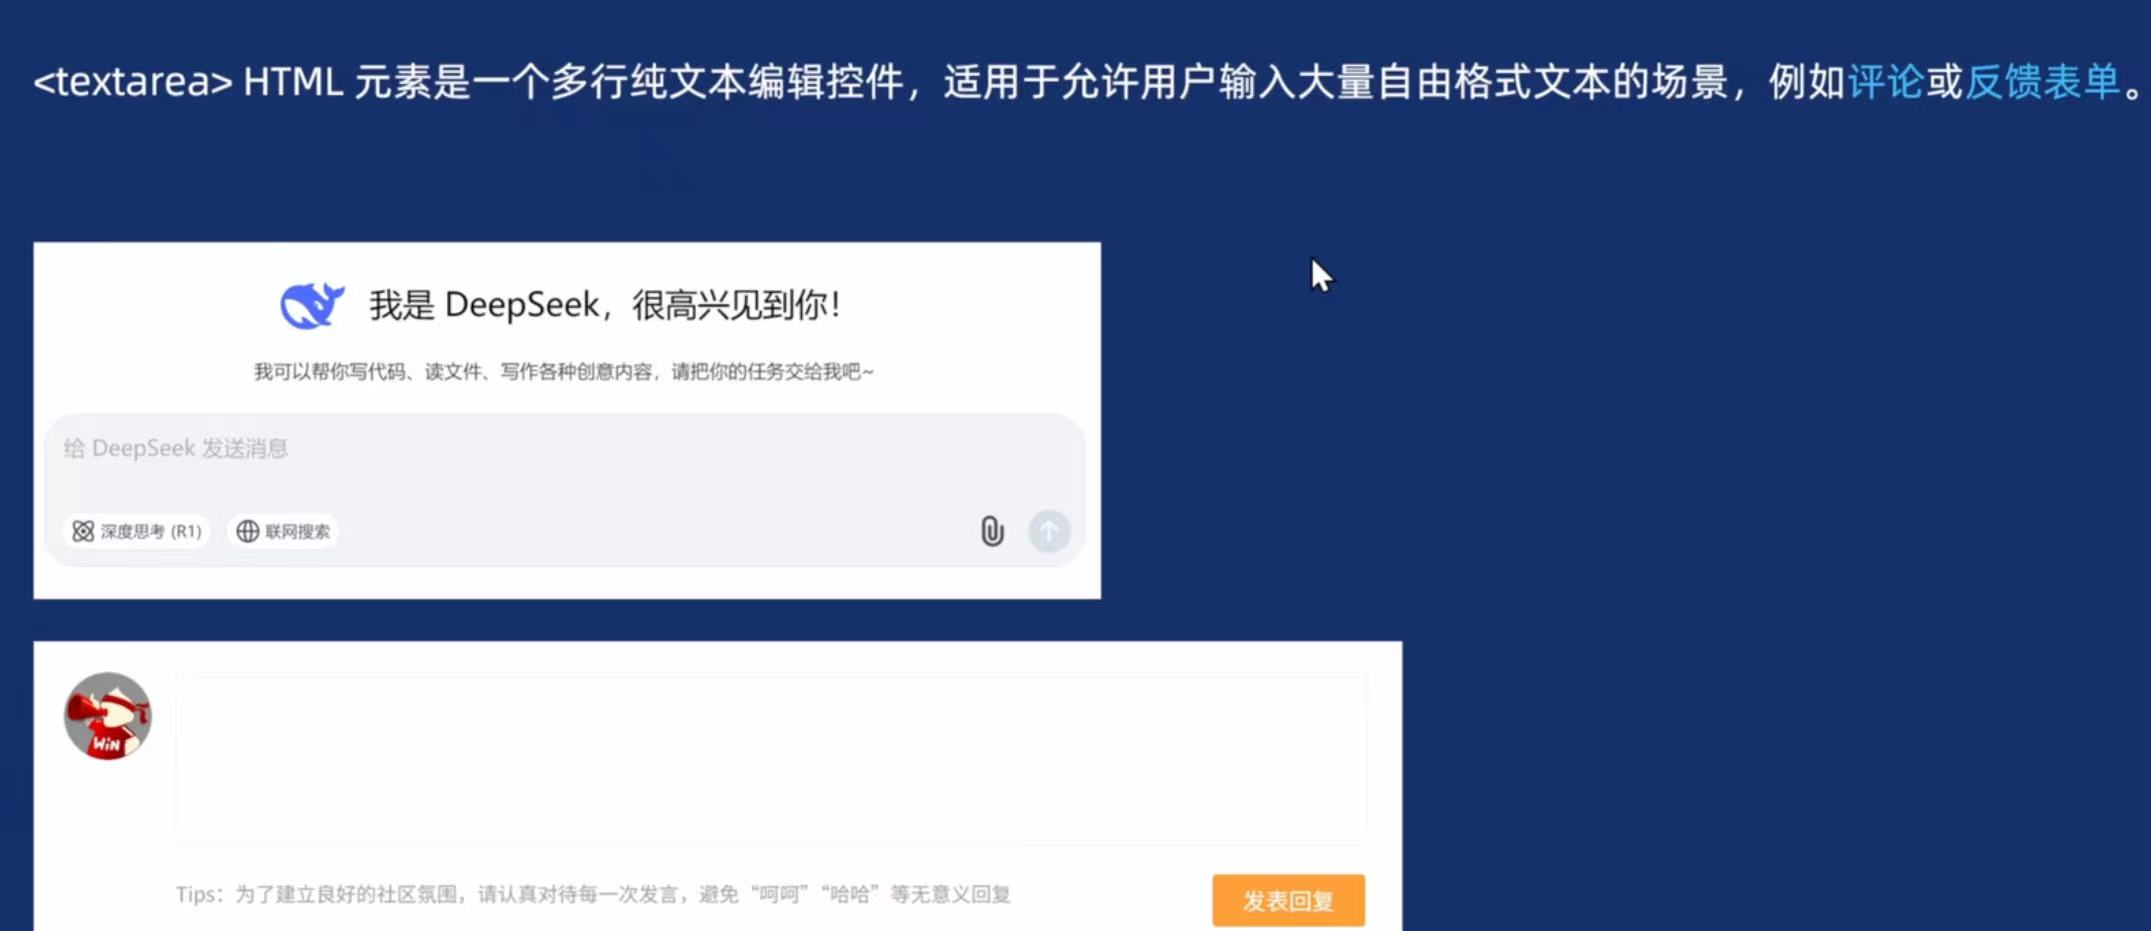 <textarea> HTML 元素是一个多行纯文本编辑控件，适用于允许用户输入大量自由格式文本的场景，例如评论或反馈表单。
我是 DeepSeek，很高兴见到你！
我可以帮你写代码、读文件、写作各种创意内容，请把你的任务交给我吧~
给 DeepSeek 发送消息
深度思考 (R1) 联网搜索
WiN
Tips：为了建立良好的社区氛围，请认真对待每一次发言，避免“呵呵”“哈哈”等无意义回复
发表回复